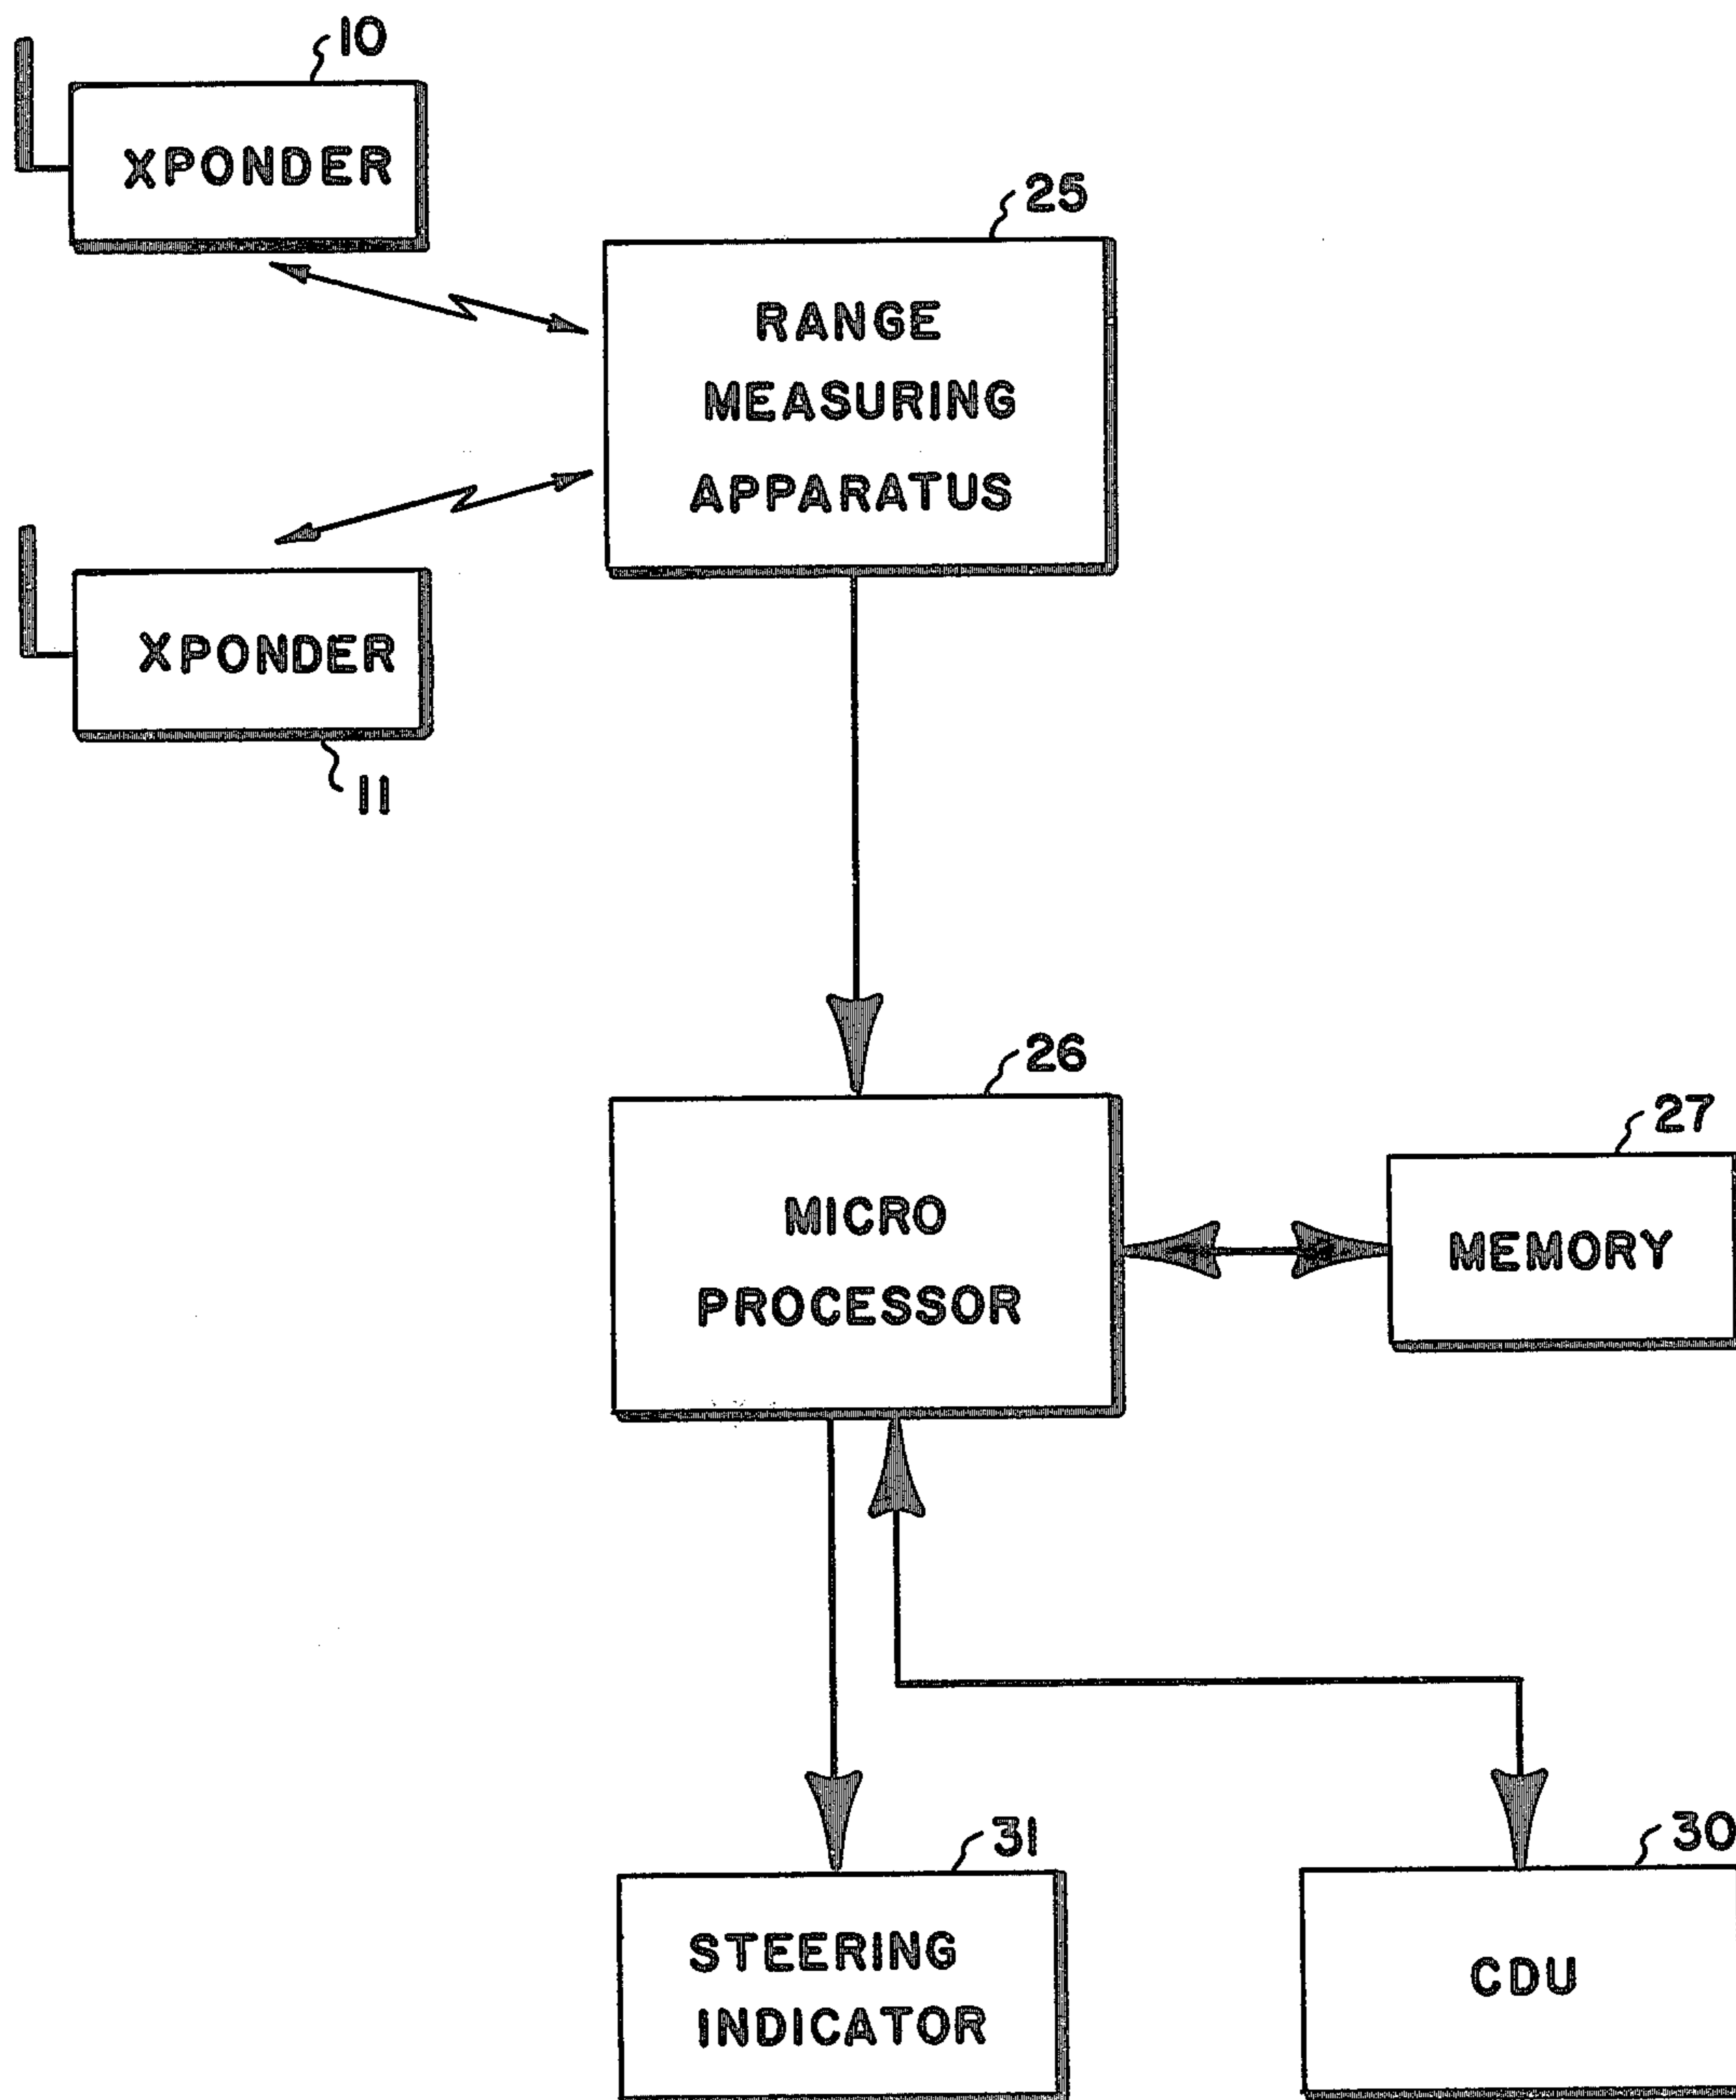 10
XPONDER
25
RANGE
MEASURING
APPARATUS
XPONDER
11
26
MICRO
PROCESSOR
27
MEMORY
31
STEERING
INDICATOR
30
CDU